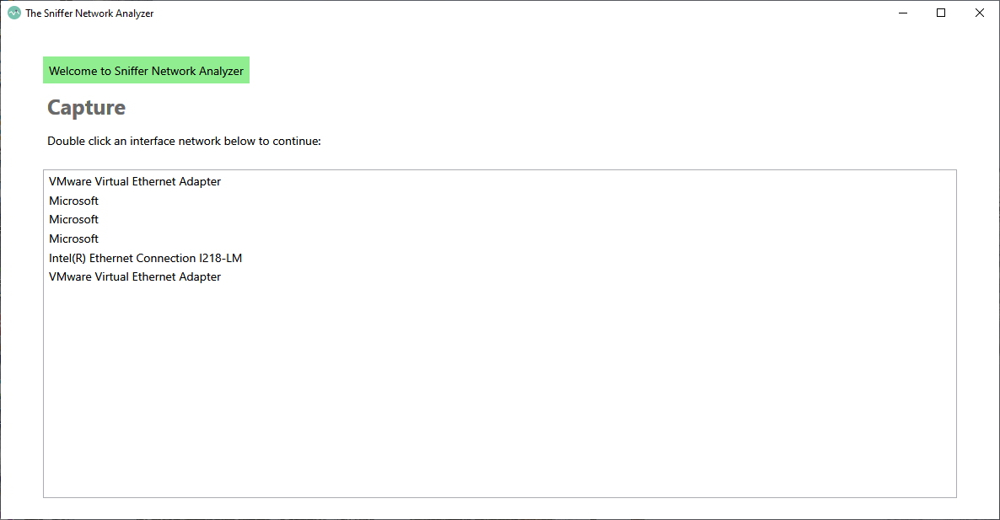 The Sniffer Network Analyzer
Welcome to Sniffer Network Analyzer
Capture
Double click an interface network below to continue:
VMware Virtual Ethernet Adapter
Microsoft
Microsoft
Microsoft
Intel(R) Ethernet Connection I218-LM
VMware Virtual Ethernet Adapter